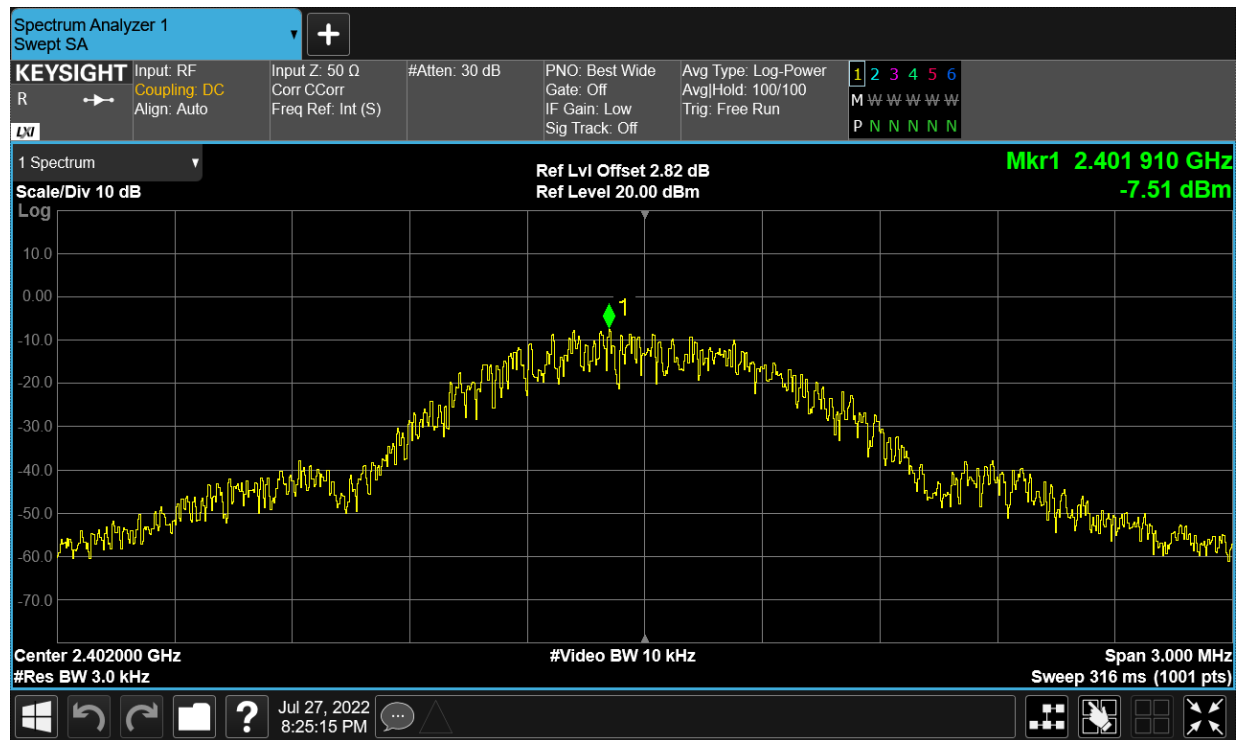 Spectrum Analyzer 1
Swept SA
KEYSIGHT
R
LXI
Input: RF
Coupling: DC
Align: Auto
Input Z: 50 Ω
Corr CCorr
Freq Ref: Int (S)
#Atten: 30 dB
PNO: Best Wide
Gate: Off
IF Gain: Low
Sig Track: Off
Avg Type: Log-Power
Avg|Hold: 100/100
Trig: Free Run
1 2 3 4 5 6
M W W W W W
P N N N N N
1 Spectrum
Scale/Div 10 dB
Log
Ref Lvl Offset 2.82 dB
Ref Level 20.00 dBm
Mkr1 2.401 910 GHz
-7.51 dBm
10.0
0.00
1
-10.0
-20.0
-30.0
-40.0
-50.0
-60.0
-70.0
Center 2.402000 GHz
#Res BW 3.0 kHz
#Video BW 10 kHz
Span 3.000 MHz
Sweep 316 ms (1001 pts)
?
Jul 27, 2022
8:25:15 PM